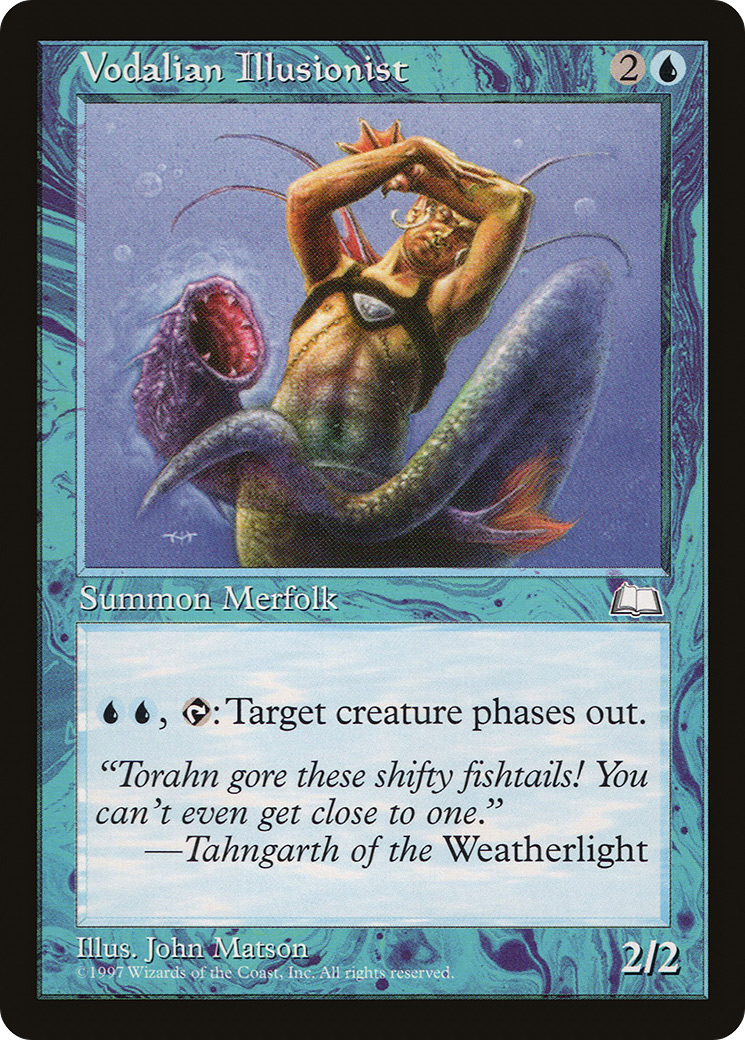 Vodalian Illusionist 2
Summon Merfolk
, : Target creature phases out.
“Torahn gore these shifty fishtails! You
can’t even get close to one.”
—Tahngarth of the Weatherlight
Illus. John Matson
©1997 Wizards of the Coast, Inc. All rights reserved.
2/2